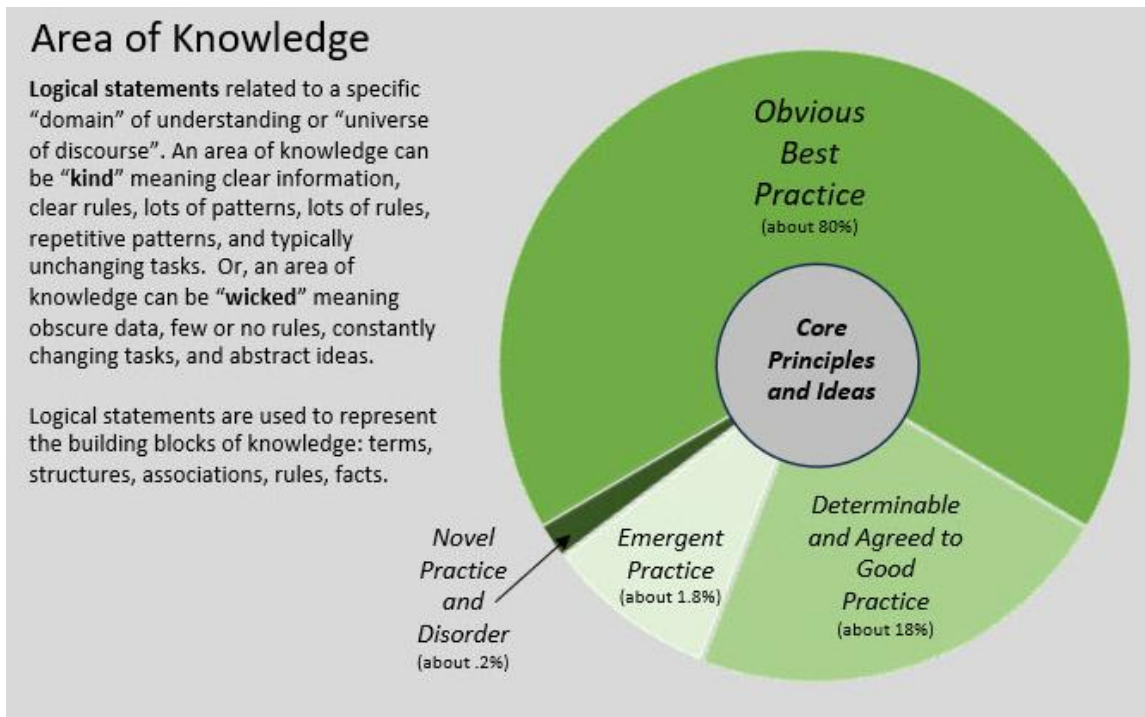 Area of Knowledge
Logical statements related to a specific
“domain” of understanding or “universe
of discourse”. An area of knowledge can
be “kind” meaning clear information,
clear rules, lots of patterns, lots of rules,
repetitive patterns, and typically
unchanging tasks. Or, an area of
knowledge can be “wicked” meaning
obscure data, few or no rules, constantly
changing tasks, and abstract ideas.
Logical statements are used to represent
the building blocks of knowledge: terms,
structures, associations, rules, facts.
Obvious
Best
Practice
(about 80%)
Core
Principles
and Ideas
Novel
Practice
and
Disorder
(about .2%)
Emergent
Practice
(about 1.8%)
Determinable
and Agreed to
Good
Practice
(about 18%)